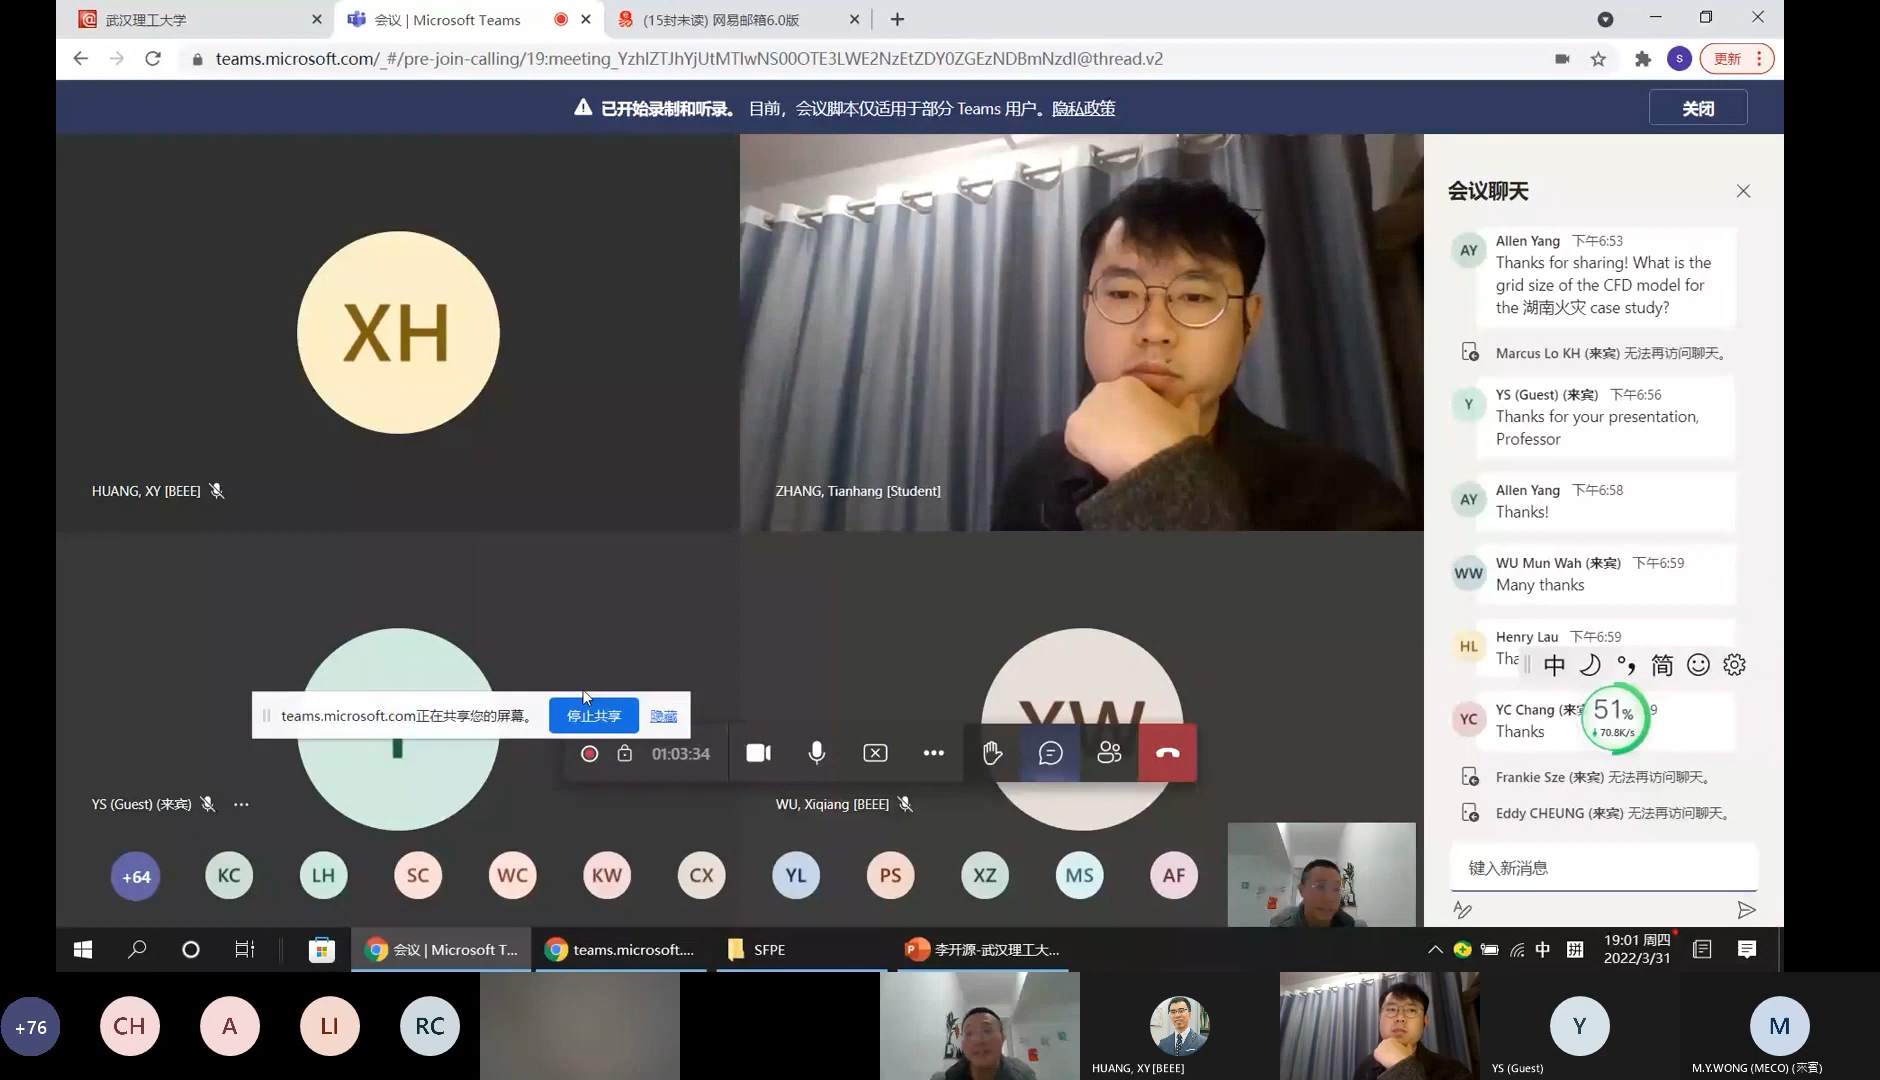 武汉理工大学
会议 | Microsoft Teams
(15封未读) 网易邮箱6.0版
teams.microsoft.com/_#/pre-join-calling/19:meeting_YzhlZTJhYjUtMTIwNS00OTE3LWE2NzEtZDY0ZGEzNDBmNzdl@thread.v2
S
更新
已开始录制和听录。 目前，会议脚本仅适用于部分 Teams 用户。隐私政策
关闭
XH
HUANG, XY [BEEE]
ZHANG, Tianhang [Student]
teams.microsoft.com正在共享您的屏幕。
停止共享
隐藏
01:03:34
XW
YS (Guest) (来宾)
WU, Xiqiang [BEEE]
+64
KC
LH
SC
WC
KW
CX
YL
PS
XZ
MS
AF
会议聊天
AY
Allen Yang 下午6:53
Thanks for sharing! What is the
grid size of the CFD model for
the 湖南火灾 case study?
Marcus Lo KH (来宾) 无法再访问聊天。
Y
YS (Guest) (来宾) 下午6:56
Thanks for your presentation,
Professor
AY
Allen Yang 下午6:58
Thanks!
WW
WU Mun Wah (来宾) 下午6:59
Many thanks
HL
Henry Lau 下午6:59
Tha
中 简
YC
YC Chang (来 9
Thanks
51%
70.8K/s
Frankie Sze (来宾) 无法再访问聊天。
Eddy CHEUNG (来宾) 无法再访问聊天。
键入新消息
会议 | Microsoft T...
teams.microsoft....
SFPE
李开源-武汉理工大...
中
拼
19:01 周四
2022/3/31
+76
CH
A
LI
RC
HUANG, XY [BEEE]
Y
YS (Guest)
M
M.Y.WONG (MECO) (來賓)